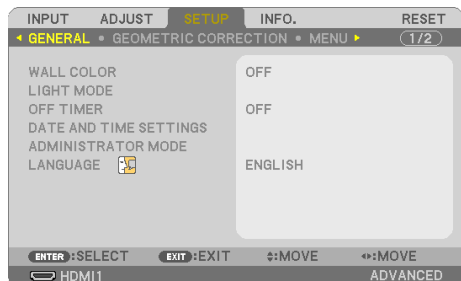 INPUT ADJUST SETUP INFO. RESET
GENERAL • GEOMETRIC CORRECTION • MENU 1/2
WALL COLOR OFF
LIGHT MODE
OFF TIMER OFF
DATE AND TIME SETTINGS
ADMINISTRATOR MODE
LANGUAGE ENGLISH
ENTER :SELECT EXIT :EXIT :MOVE :MOVE
HDMI1 ADVANCED